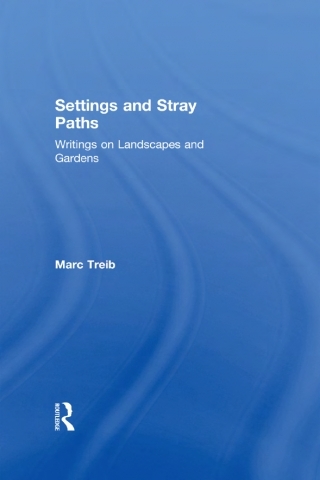 Settings and Stray
Paths
Writings on Landscapes and
Gardens
Marc Treib
ROUTLEDGE